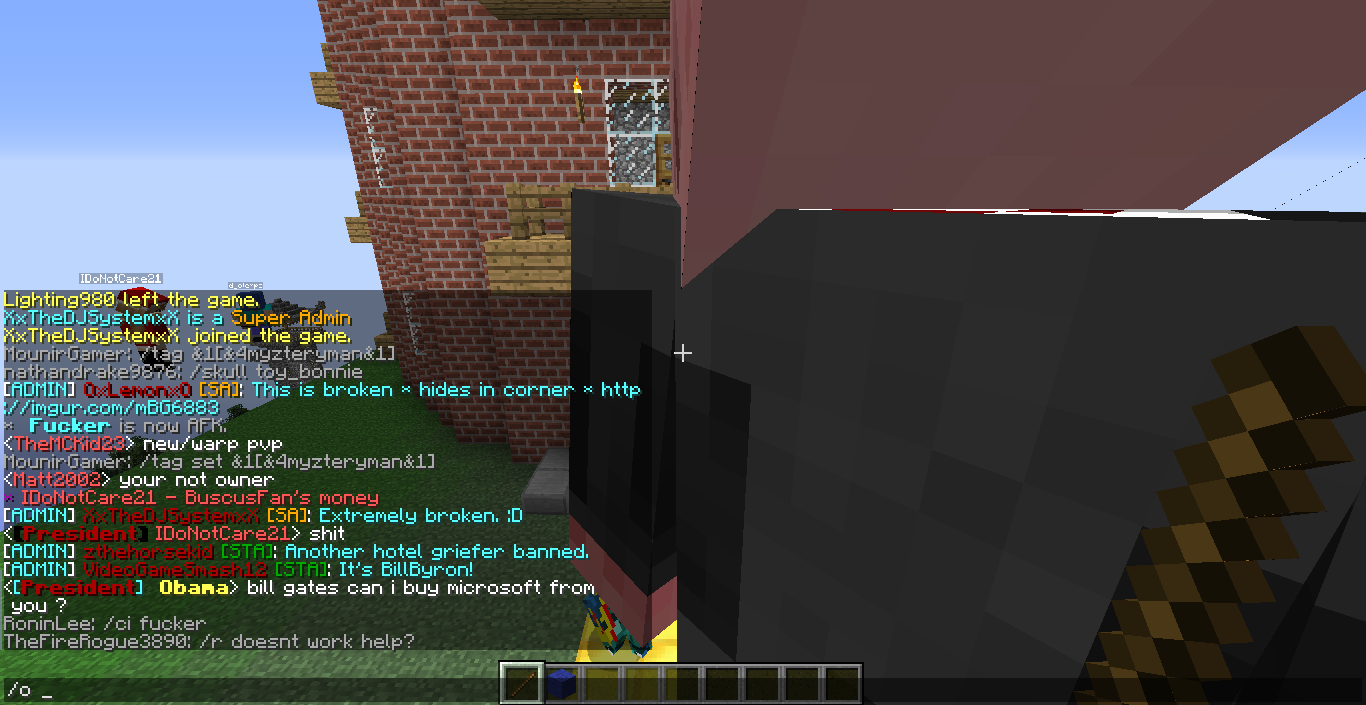 IDoNotCare21
Lighting980 left the game.
XxTheDJSystemxX is a Super Admin
XxTheDJSystemxX joined the game.
MounirGamer: /tag &1[&4myzteryman&1]
nathandrake9876: /skull toy_bonnie
[ADMIN] 0xLemonx0 [SA]: This is broken * hides in corner * http
://imgur.com/mBG6883
* Fucker is now AFK.
<TheMCKid23> new/warp pvp
MounirGamer: /tag set &1[&4myzteryman&1]
<Matt2002> your not owner
* IDoNotCare21 - BuscusFan's money
[ADMIN] XxTheDJSystemxX [SA]: Extremely broken. :D
<[President] IDoNotCare21> shit
[ADMIN] zthehorsekid [STA]: Another hotel griefer banned.
[ADMIN] VideoGameSmash12 [STA]: It's BillByron!
<[President] Obama> bill gates can i buy microsoft from
you ?
RoninLee: /ci fucker
TheFireRogue3890: /r doesnt work help?
/o _